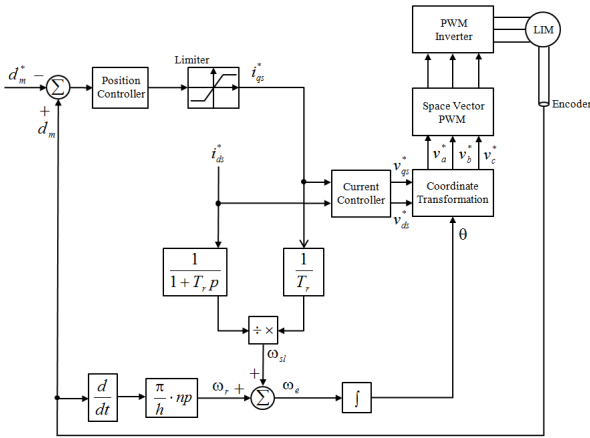 PWM
Inverter
LIM
Limiter
d*m
−
Σ
+
dm
Position
Controller
i*qs
Encoder
Space Vector
PWM
v*a v*b v*c
i*ds
Current
Controller
v*qs
v*ds
Coordinate
Transformation
θ
1
1 + Tr p
1
Tr
÷ ×
ωsl
+
d
dt
π
h
· np
ωr +
Σ
ωe
∫